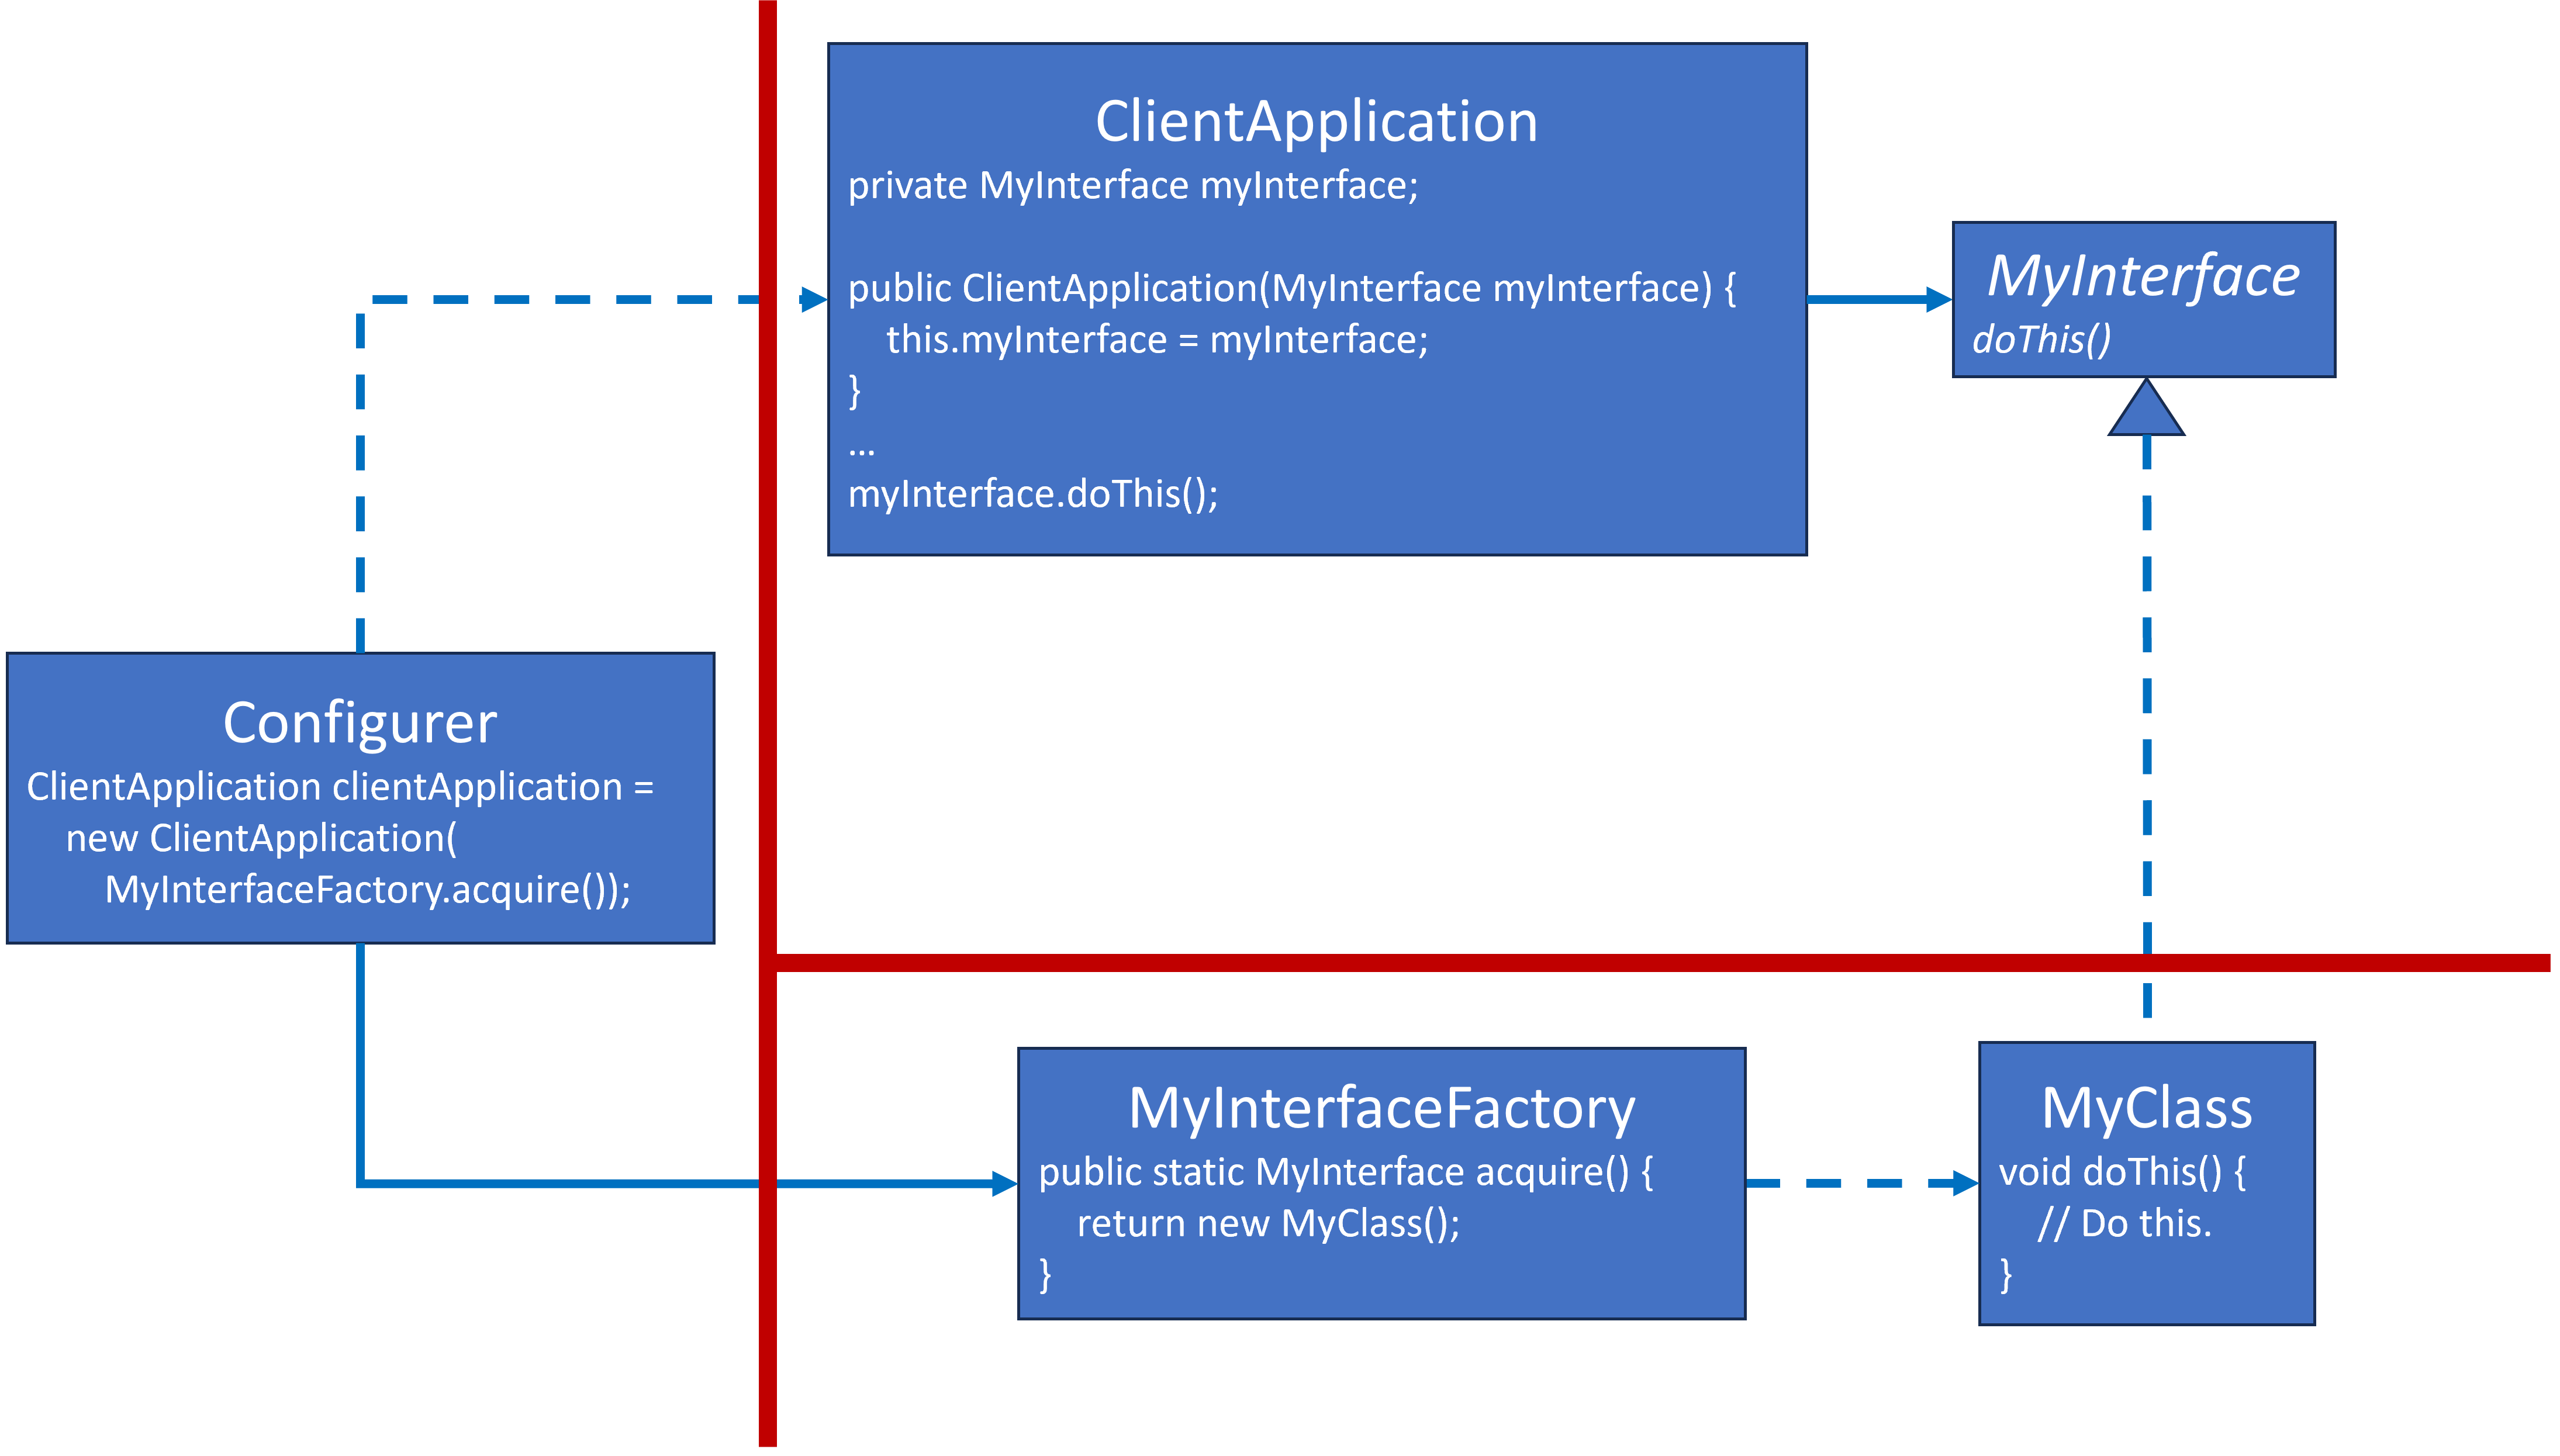 ClientApplication
private MyInterface myInterface;
public ClientApplication(MyInterface myInterface) {
this.myInterface = myInterface;
}
...
myInterface.doThis();
MyInterface
doThis()
Configurer
ClientApplication clientApplication =
new ClientApplication(
MyInterfaceFactory.acquire());
MyInterfaceFactory
public static MyInterface acquire() {
return new MyClass();
}
MyClass
void doThis() {
// Do this.
}